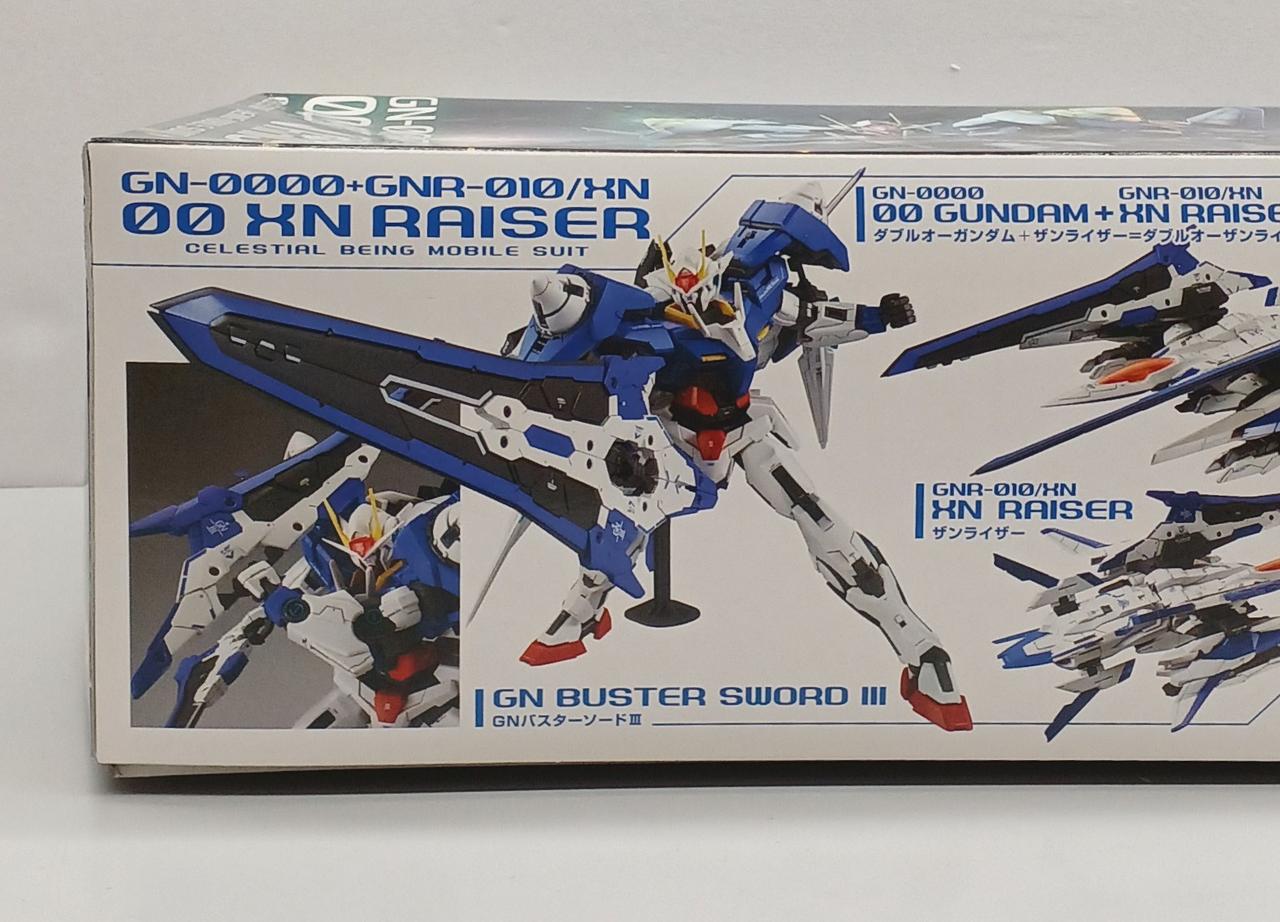 GN-0000+GNR-010/XN
00 XN RAISER
CELESTIAL BEING MOBILE SUIT
GN-0000
GNR-010/XN
00 GUNDAM + XN RAISE
ダブルオーガンダム+ザンライザー=ダブルオーザンライ
GNR-010/XN
XN RAISER
ザンライザー
GN BUSTER SWORD III
GNバスターソードⅢ